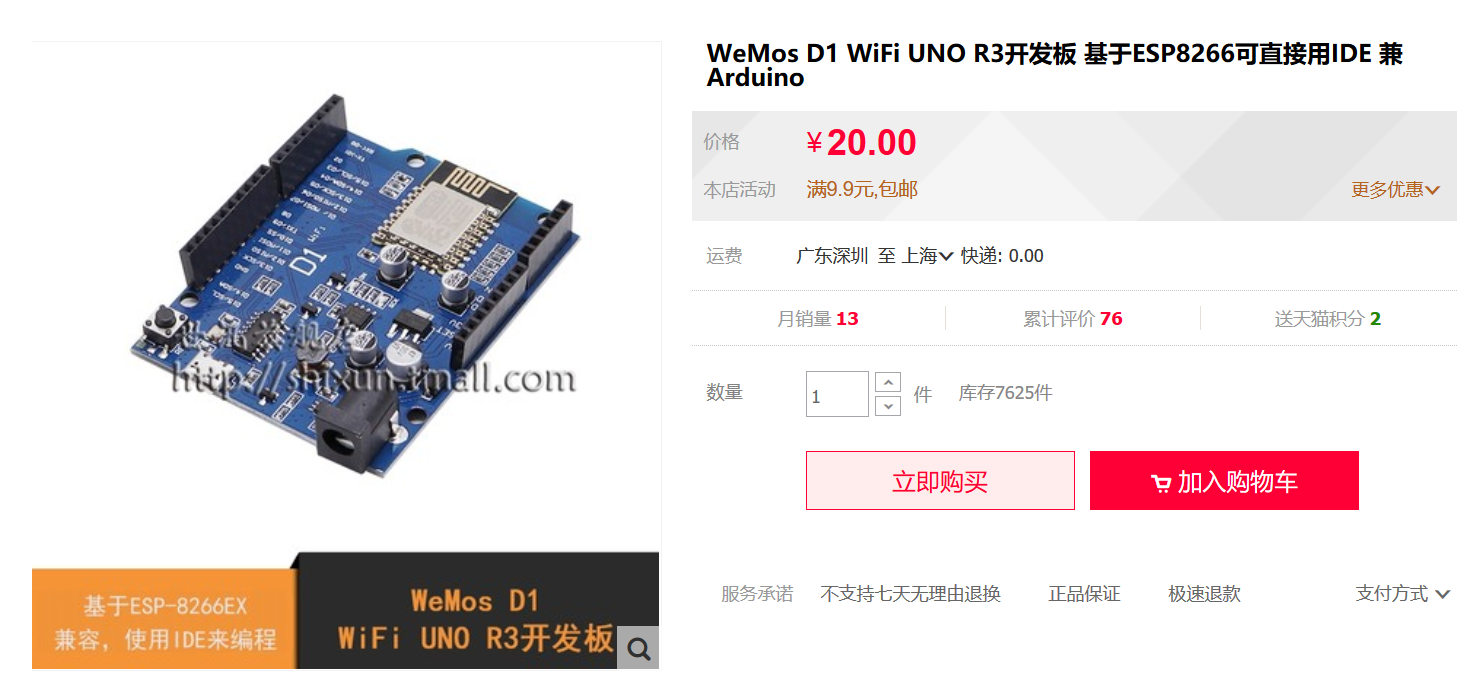 WeMos D1 WiFi UNO R3开发板 基于ESP8266可直接用IDE 兼
Arduino
价格 ¥20.00
本店活动 满9.9元,包邮 更多优惠
运费 广东深圳 至 上海 快递: 0.00
月销量 13 累计评价 76 送天猫积分 2
数量 1 件 库存7625件
立即购买 加入购物车
服务承诺 不支持七天无理由退换 正品保证 极速退款 支付方式
D1
WiFi
http://shixun.tmall.com
基于ESP-8266EX
兼容，使用IDE来编程
WeMos D1
WiFi UNO R3开发板